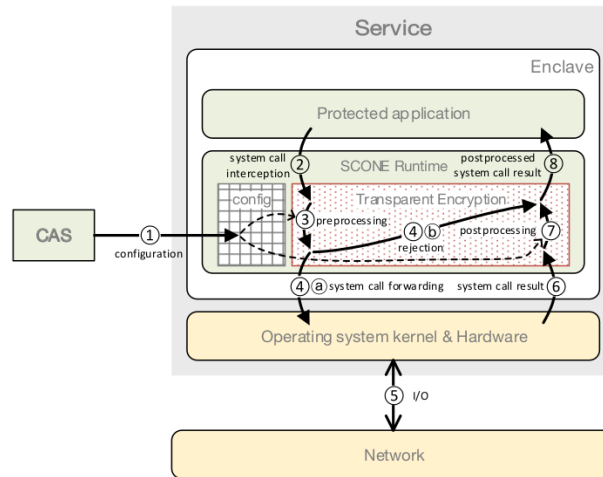 Service
Enclave
Protected application
system call
interception
②
SCONE Runtime
postprocessed
system call result
⑧
config
Transparent Encryption
CAS
①
configuration
③ preprocessing
④ ⓑ
rejection
postprocessing ⑦
④ ⓐ system call forwarding
system call result ⑥
Operating system kernel & Hardware
⑤ I/O
Network